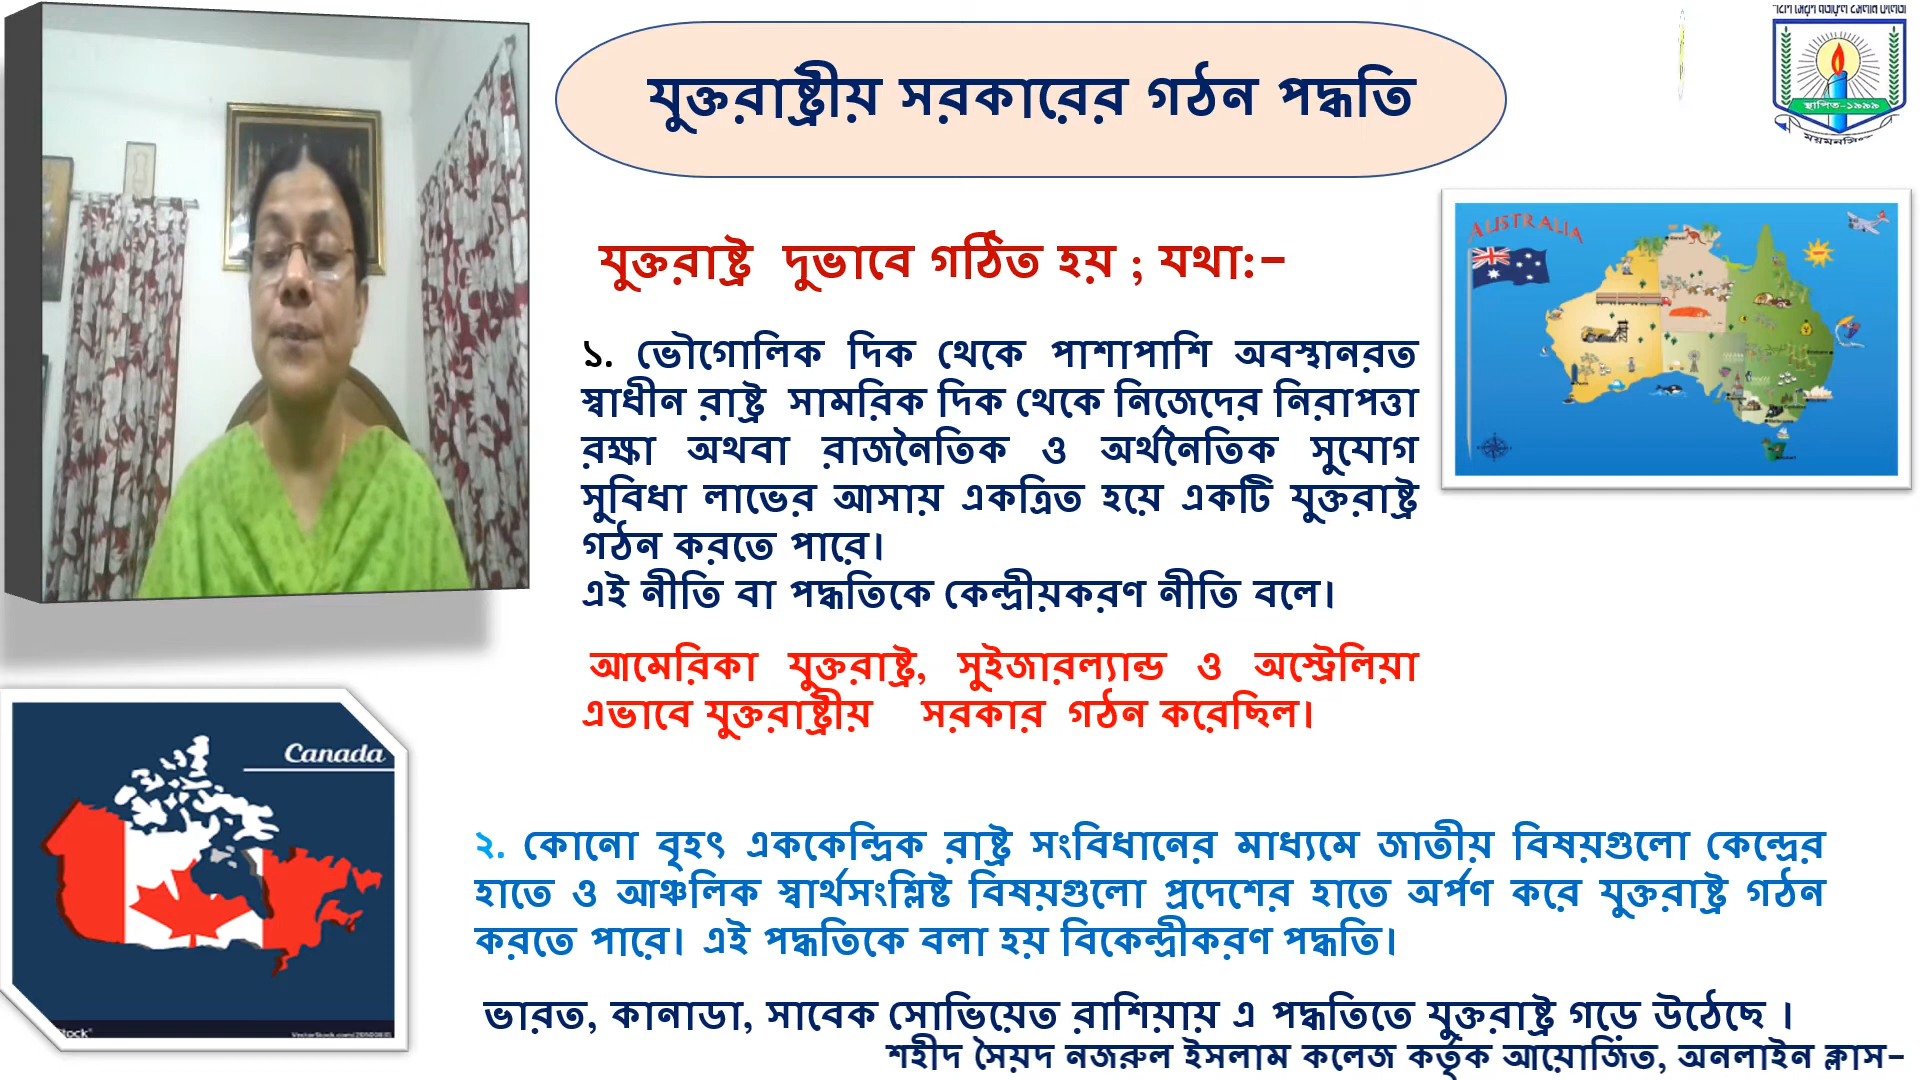 যুক্তরাষ্ট্রীয় সরকারের গঠন পদ্ধতি
স্থাপিত-১৯৯৯
ময়মনসিংহ
যুক্তরাষ্ট্র দুভাবে গঠিত হয় ; যথা:–
AUSTRALIA
১. ভৌগোলিক দিক থেকে পাশাপাশি অবস্থানরত
স্বাধীন রাষ্ট্র সামরিক দিক থেকে নিজেদের নিরাপত্তা
রক্ষা অথবা রাজনৈতিক ও অর্থনৈতিক সুযোগ
সুবিধা লাভের আসায় একত্রিত হয়ে একটি যুক্তরাষ্ট্র
গঠন করতে পারে।
এই নীতি বা পদ্ধতিকে কেন্দ্রীয়করণ নীতি বলে।
আমেরিকা যুক্তরাষ্ট্র, সুইজারল্যান্ড ও অস্ট্রেলিয়া
এভাবে যুক্তরাষ্ট্রীয় সরকার গঠন করেছিল।
Canada
২. কোনো বৃহৎ এককেন্দ্রিক রাষ্ট্র সংবিধানের মাধ্যমে জাতীয় বিষয়গুলো কেন্দ্রের
হাতে ও আঞ্চলিক স্বার্থসংশ্লিষ্ট বিষয়গুলো প্রদেশের হাতে অর্পণ করে যুক্তরাষ্ট্র গঠন
করতে পারে। এই পদ্ধতিকে বলা হয় বিকেন্দ্রীকরণ পদ্ধতি।
ভারত, কানাডা, সাবেক সোভিয়েত রাশিয়ায় এ পদ্ধতিতে যুক্তরাষ্ট্র গড়ে উঠেছে ।
শহীদ সৈয়দ নজরুল ইসলাম কলেজ কর্তৃক আয়োজিত, অনলাইন ক্লাস–